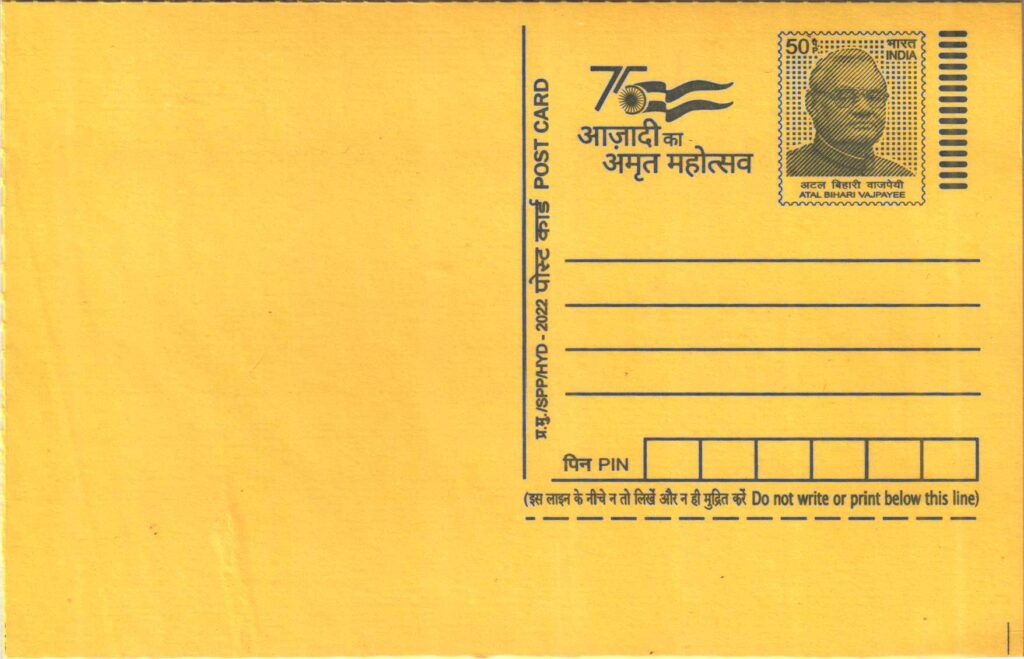 75
आज़ादी का
अमृत महोत्सव
50 पै. P.
भारत
INDIA
अटल बिहारी वाजपेयी
ATAL BIHARI VAJPAYEE
प्र.मु./SPP/HYD - 2022 पोस्ट कार्ड POST CARD
पिन PIN
(इस लाइन के नीचे न तो लिखें और न ही मुद्रित करें Do not write or print below this line)